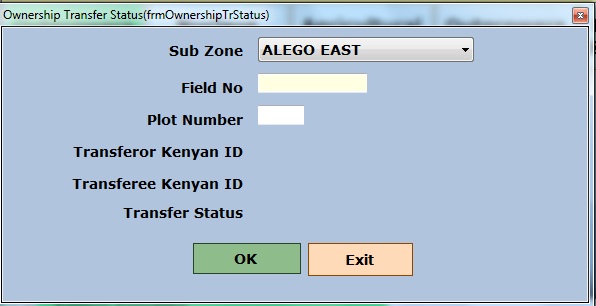 Ownership Transfer Status(frmOwnershipTrStatus)
Sub Zone ALEGO EAST
Field No
Plot Number
Transferor Kenyan ID
Transferee Kenyan ID
Transfer Status
OK Exit